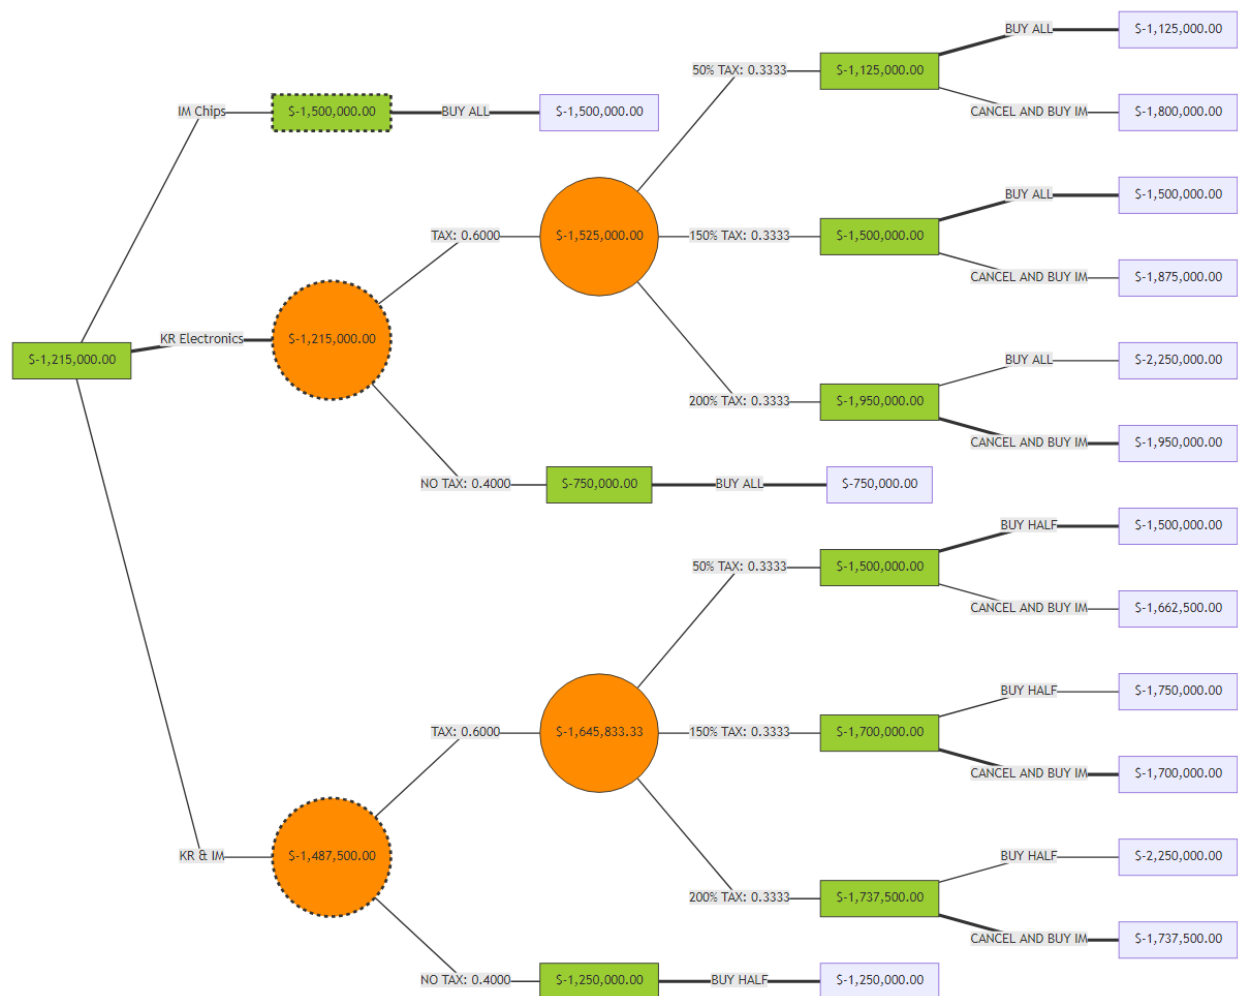 BUY ALL
$-1,125,000.00
50% TAX: 0.3333
$-1,125,000.00
IM Chips
$-1,500,000.00
BUY ALL
$-1,500,000.00
CANCEL AND BUY IM
$-1,800,000.00
BUY ALL
$-1,500,000.00
TAX: 0.6000
$-1,525,000.00
150% TAX: 0.3333
$-1,500,000.00
CANCEL AND BUY IM
$-1,875,000.00
KR Electronics
$-1,215,000.00
$-1,215,000.00
BUY ALL
$-2,250,000.00
200% TAX: 0.3333
$-1,950,000.00
CANCEL AND BUY IM
$-1,950,000.00
NO TAX: 0.4000
$-750,000.00
BUY ALL
$-750,000.00
BUY HALF
$-1,500,000.00
50% TAX: 0.3333
$-1,500,000.00
CANCEL AND BUY IM
$-1,662,500.00
BUY HALF
$-1,750,000.00
TAX: 0.6000
$-1,645,833.33
150% TAX: 0.3333
$-1,700,000.00
CANCEL AND BUY IM
$-1,700,000.00
KR & IM
$-1,487,500.00
BUY HALF
$-2,250,000.00
200% TAX: 0.3333
$-1,737,500.00
CANCEL AND BUY IM
$-1,737,500.00
NO TAX: 0.4000
$-1,250,000.00
BUY HALF
$-1,250,000.00